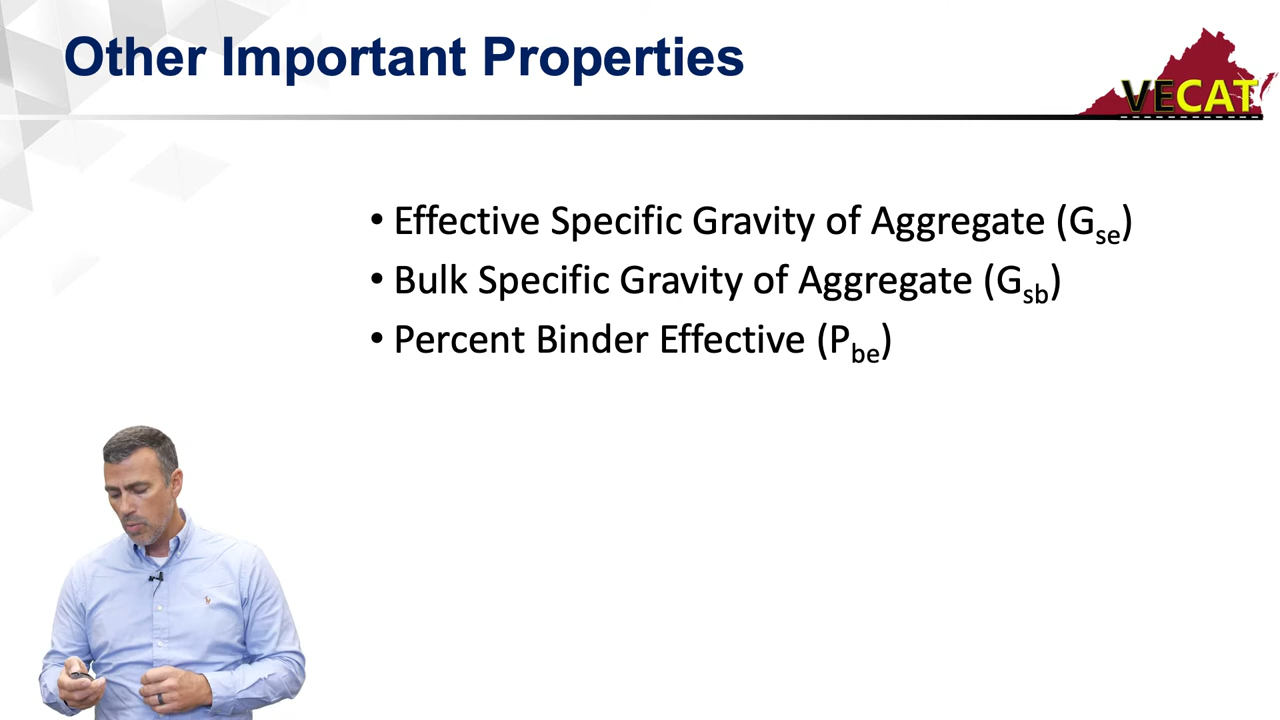 Other Important Properties
VECAT
• Effective Specific Gravity of Aggregate (Gse)
• Bulk Specific Gravity of Aggregate (Gsb)
• Percent Binder Effective (Pbe)